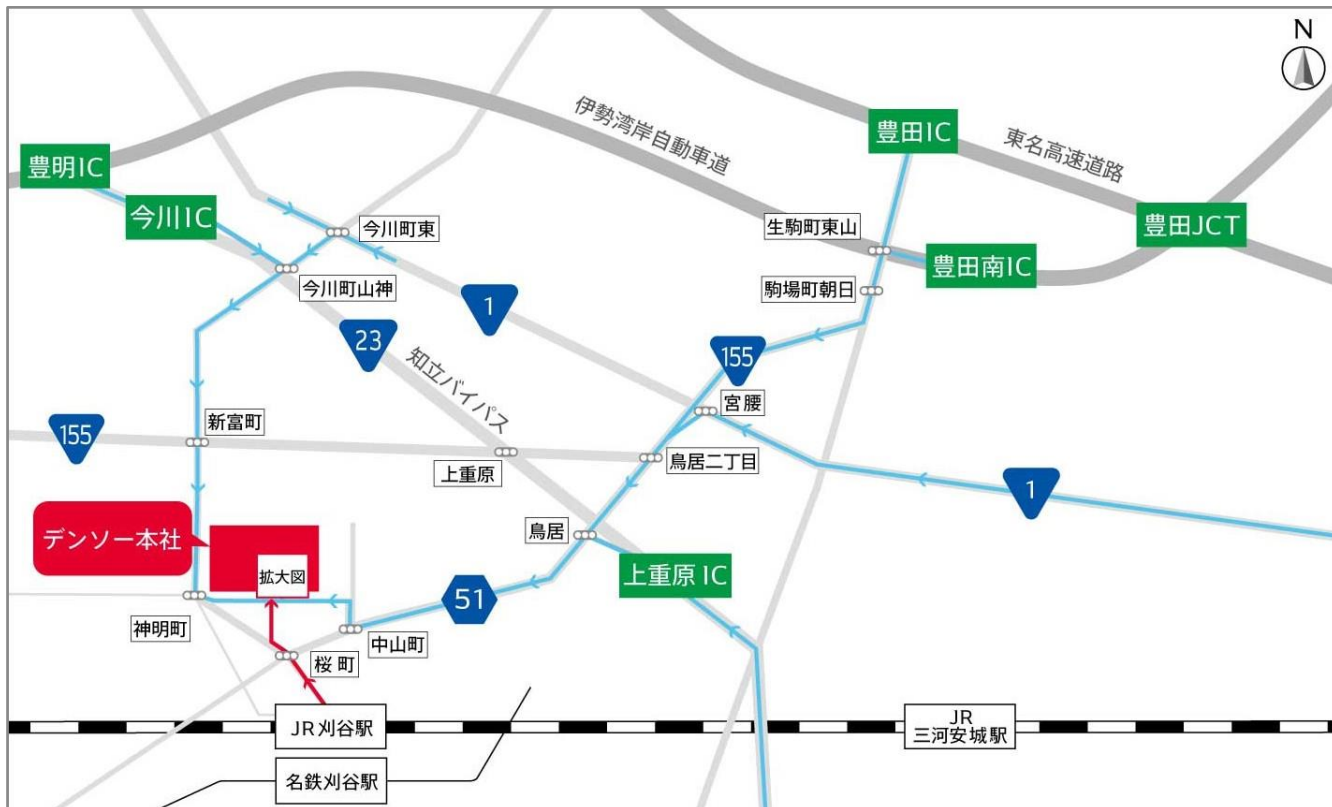 N
伊勢湾岸自動車道
豊田IC
東名高速道路
豊明IC
今川IC
今川町東
生駒町東山
豊田JCT
豊田南IC
今川町山神
駒場町朝日
1
23
知立バイパス
155
宮腰
155
新富町
上重原
鳥居二丁目
1
デンソー本社
鳥居
拡大図
上重原IC
51
神明町
中山町
桜町
JR刈谷駅
JR
三河安城駅
名鉄刈谷駅